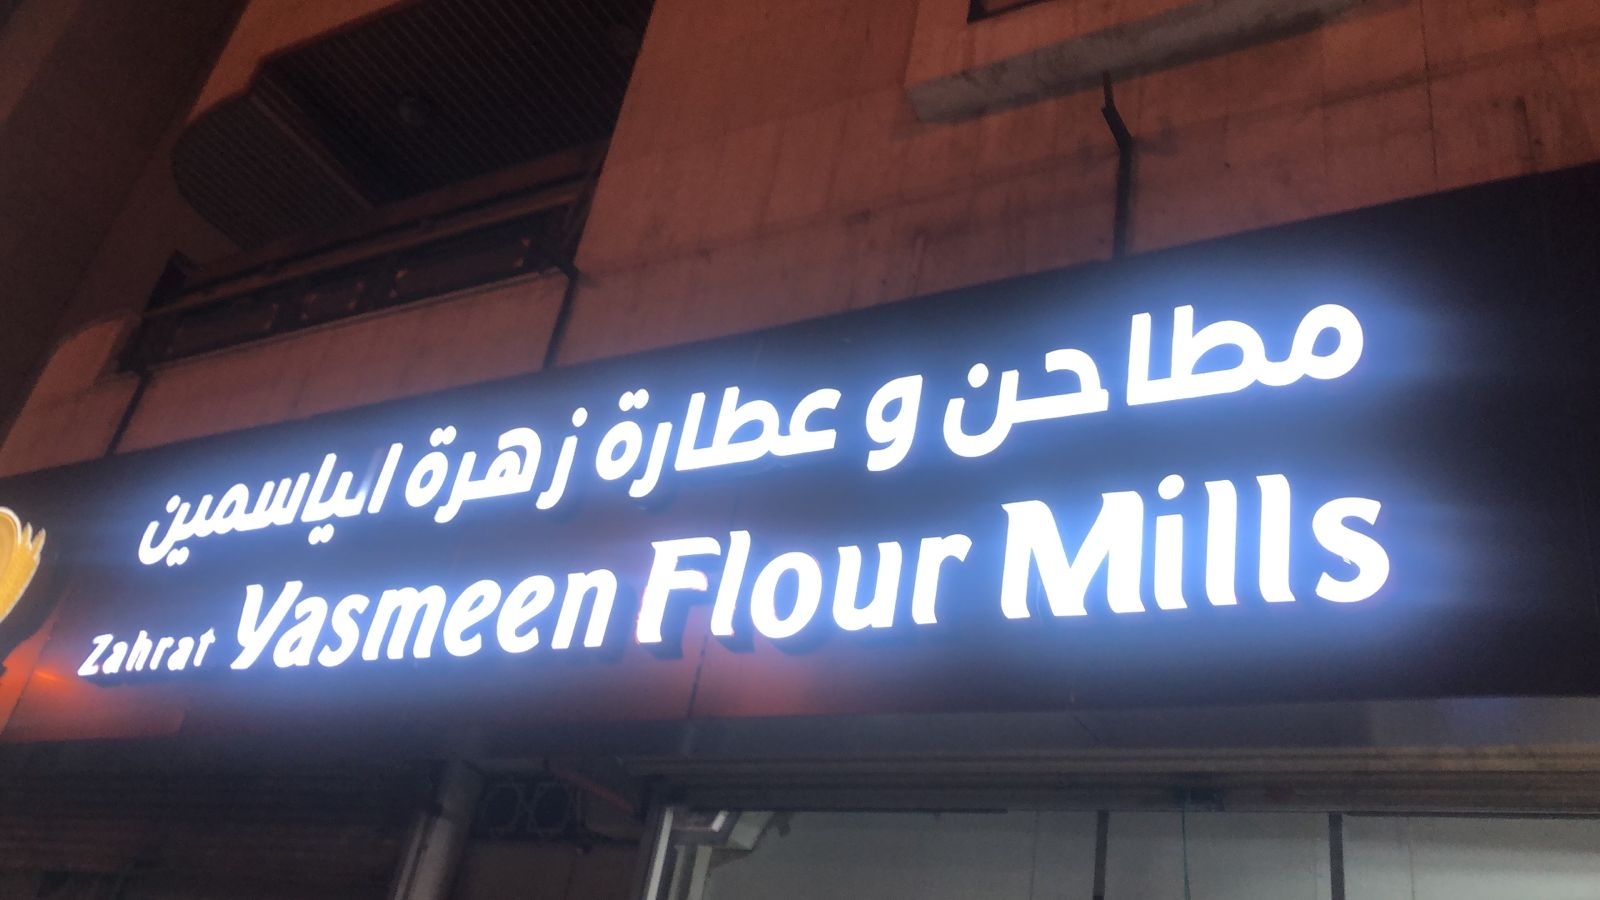 مطاحن و عطارة زهرة الياسمين
Zahrat Yasmeen Flour Mills